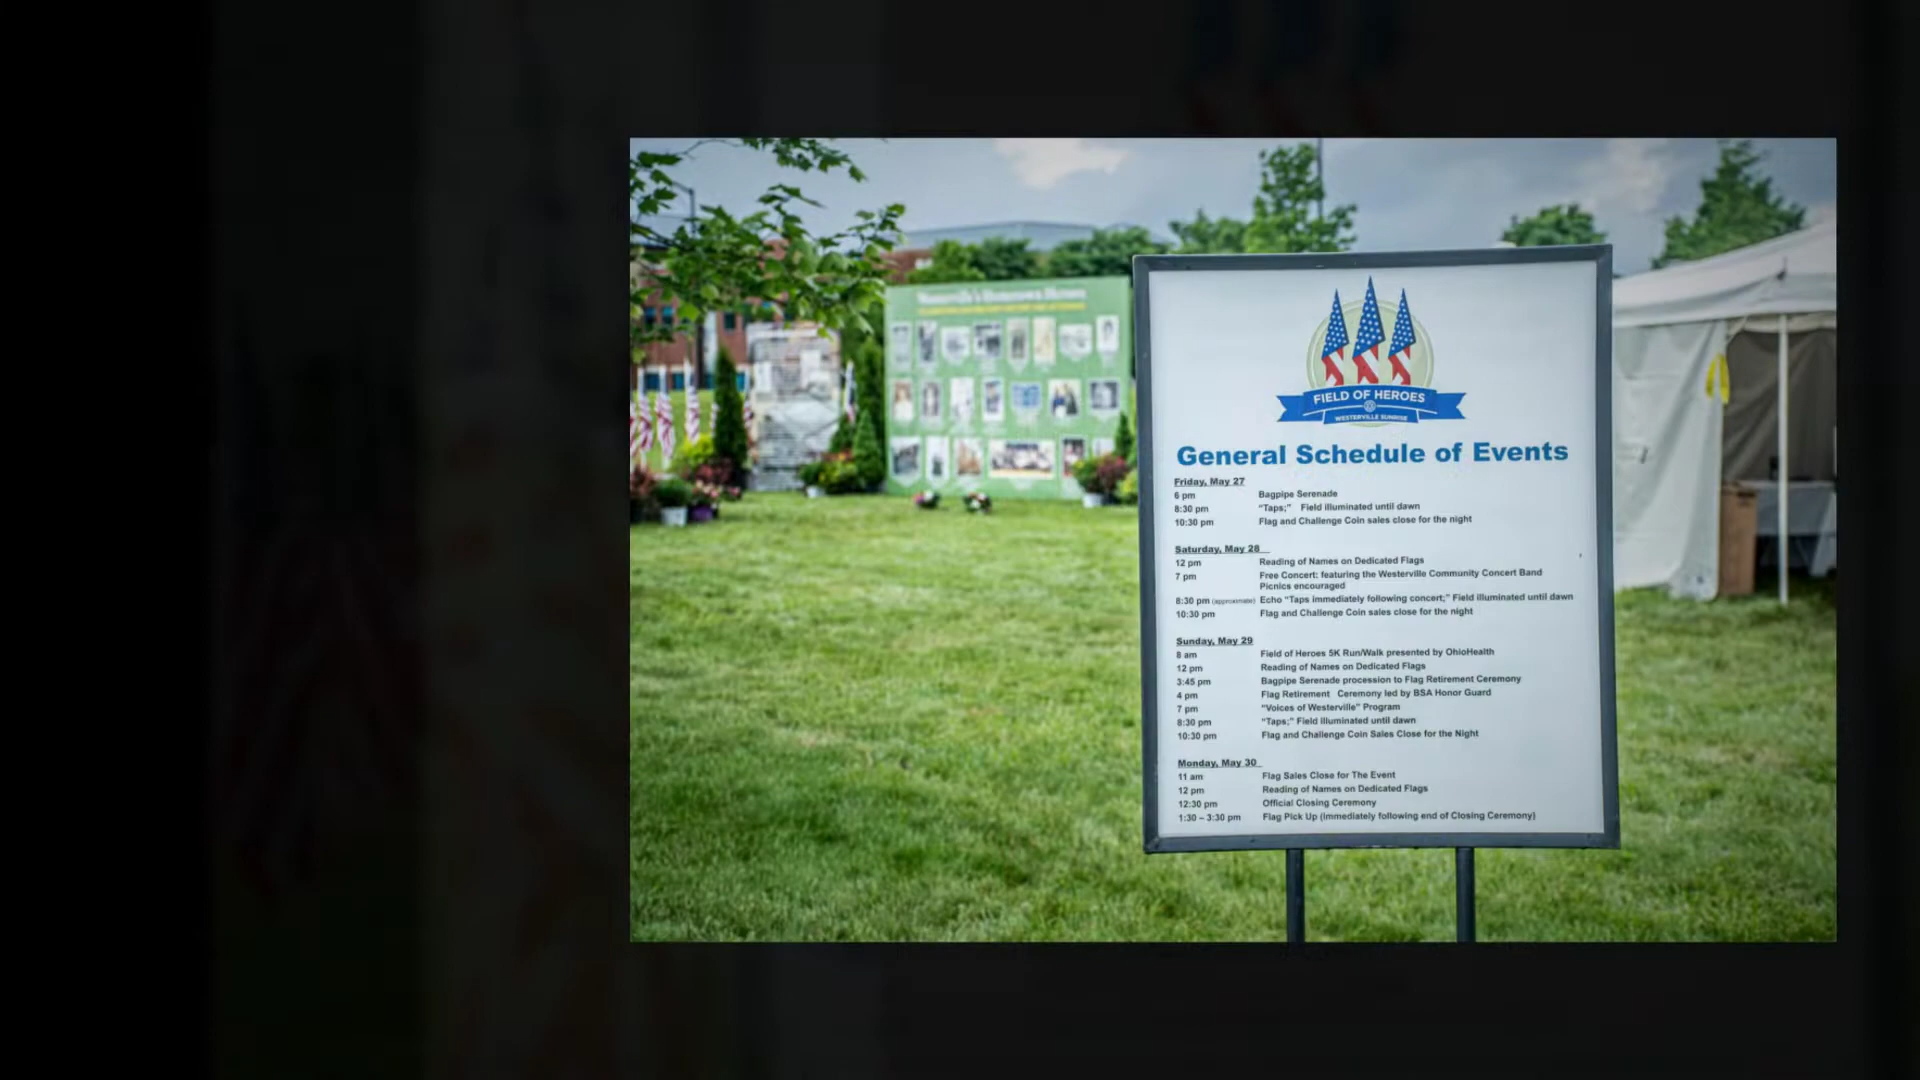 Westerville's Hometown Heroes
FIELD OF HEROES
WESTERVILLE SUNRISE
General Schedule of Events
Friday, May 27
6 pm Bagpipe Serenade
8:30 pm “Taps;” Field illuminated until dawn
10:30 pm Flag and Challenge Coin sales close for the night
Saturday, May 28
12 pm Reading of Names on Dedicated Flags
7 pm Free Concert: featuring the Westerville Community Concert Band
Picnics encouraged
8:30 pm (approximate) Echo “Taps immediately following concert;” Field illuminated until dawn
10:30 pm Flag and Challenge Coin sales close for the night
Sunday, May 29
8 am Field of Heroes 5K Run/Walk presented by OhioHealth
12 pm Reading of Names on Dedicated Flags
3:45 pm Bagpipe Serenade procession to Flag Retirement Ceremony
4 pm Flag Retirement Ceremony led by BSA Honor Guard
7 pm “Voices of Westerville” Program
8:30 pm “Taps;” Field illuminated until dawn
10:30 pm Flag and Challenge Coin Sales Close for the Night
Monday, May 30
11 am Flag Sales Close for The Event
12 pm Reading of Names on Dedicated Flags
12:30 pm Official Closing Ceremony
1:30 – 3:30 pm Flag Pick Up (immediately following end of Closing Ceremony)